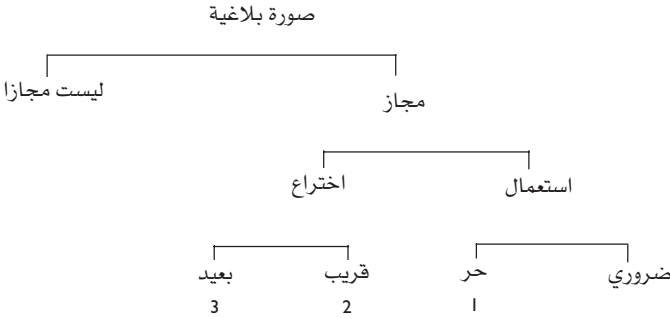 صورة بلاغية
مجاز ليست مجازا
استعمال اختراع
ضروري حر قريب بعيد
1 2 3